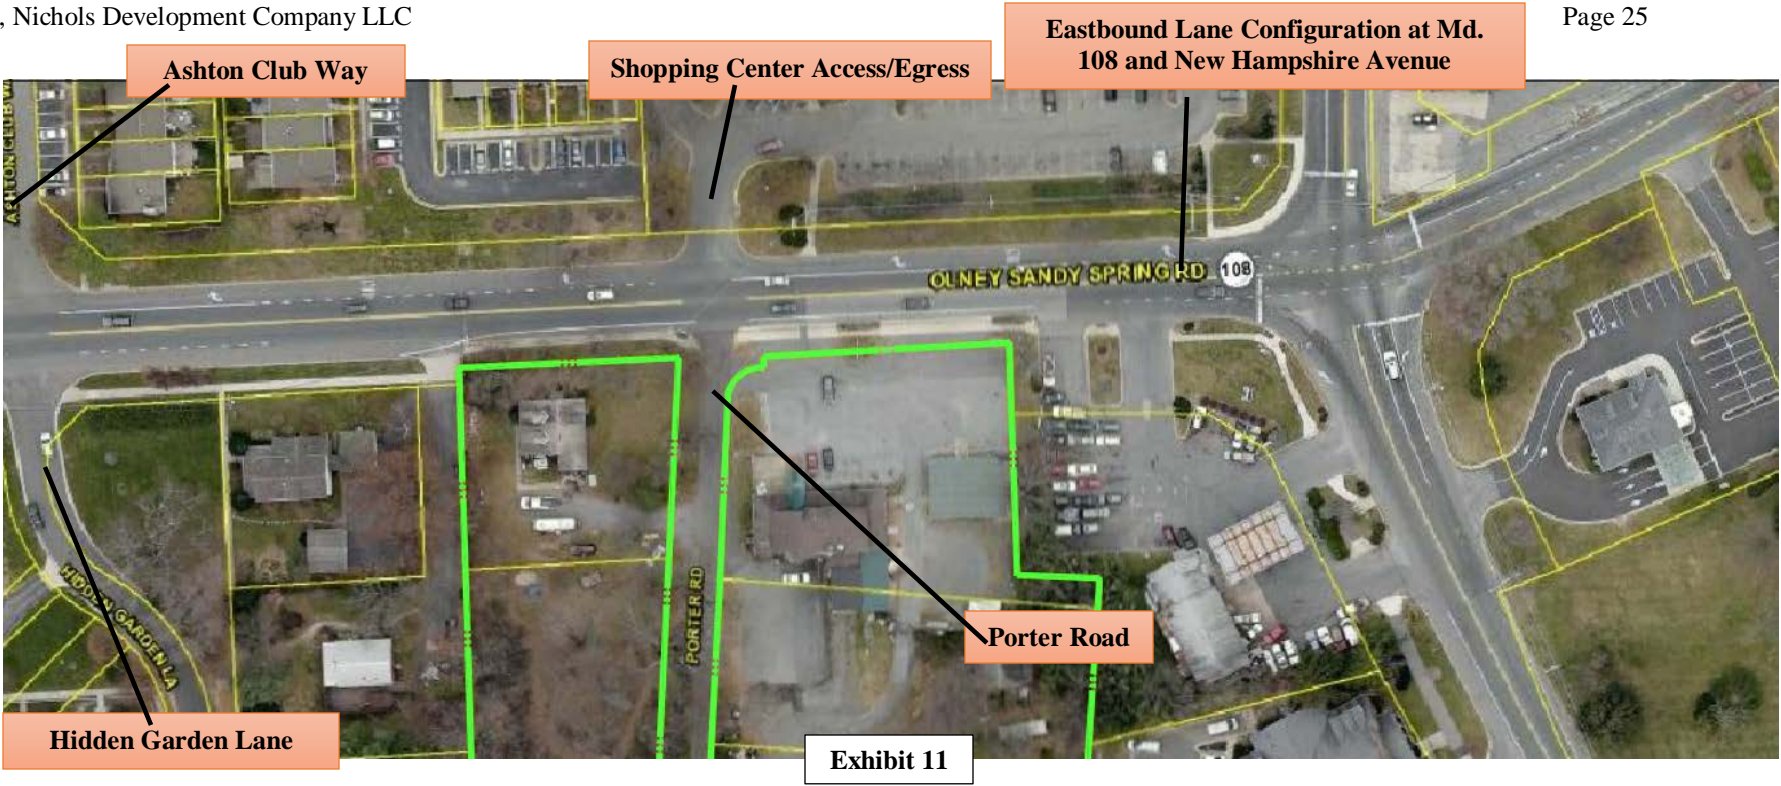 , Nichols Development Company LLC
Page 25
Eastbound Lane Configuration at Md.
108 and New Hampshire Avenue
Ashton Club Way
Shopping Center Access/Egress
OLNEY SANDY SPRING RD
108
PORTER RD
Porter Road
HIDDEN GARDEN LA
Hidden Garden Lane
Exhibit 11